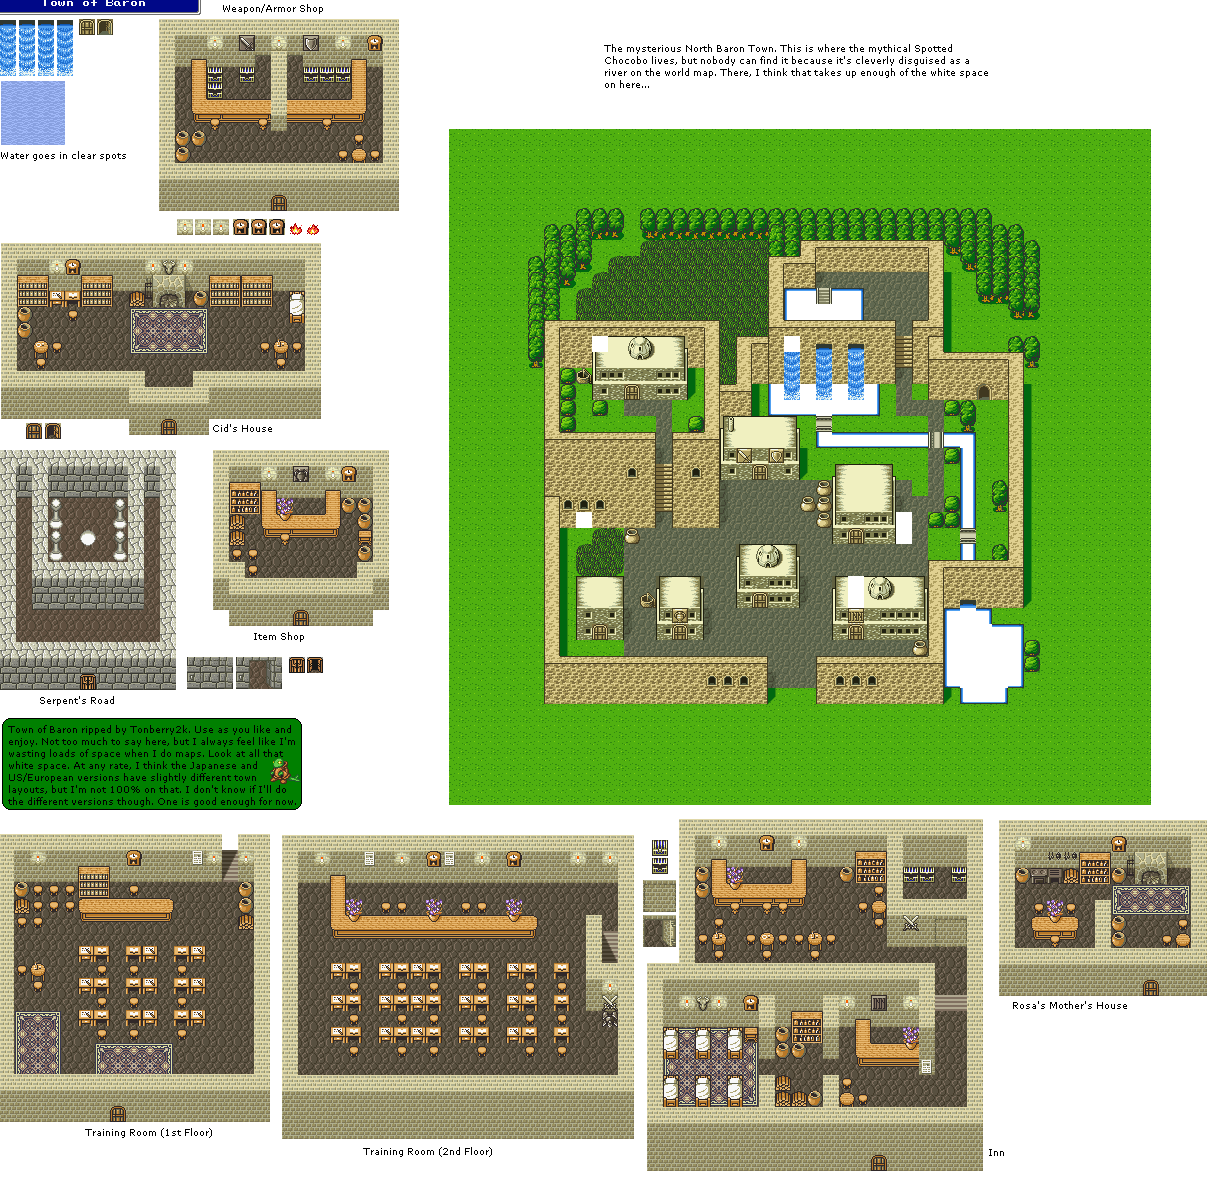 Town of Baron
Weapon/Armor Shop
The mysterious North Baron Town. This is where the mythical Spotted
Chocobo lives, but nobody can find it because it's cleverly disguised as a
river on the world map. There, I think that takes up enough of the white space
on here...
Water goes in clear spots
Cid's House
Item Shop
Serpent's Road
Town of Baron ripped by Tonberry2k. Use as you like and
enjoy. Not too much to say here, but I always feel like I'm
wasting loads of space when I do maps. Look at all that
white space. At any rate, I think the Japanese and
US/European versions have slightly different town
layouts, but I'm not 100% on that. I don't know if I'll do
the different versions though. One is good enough for now.
Rosa's Mother's House
Training Room (1st Floor)
Training Room (2nd Floor)
Inn